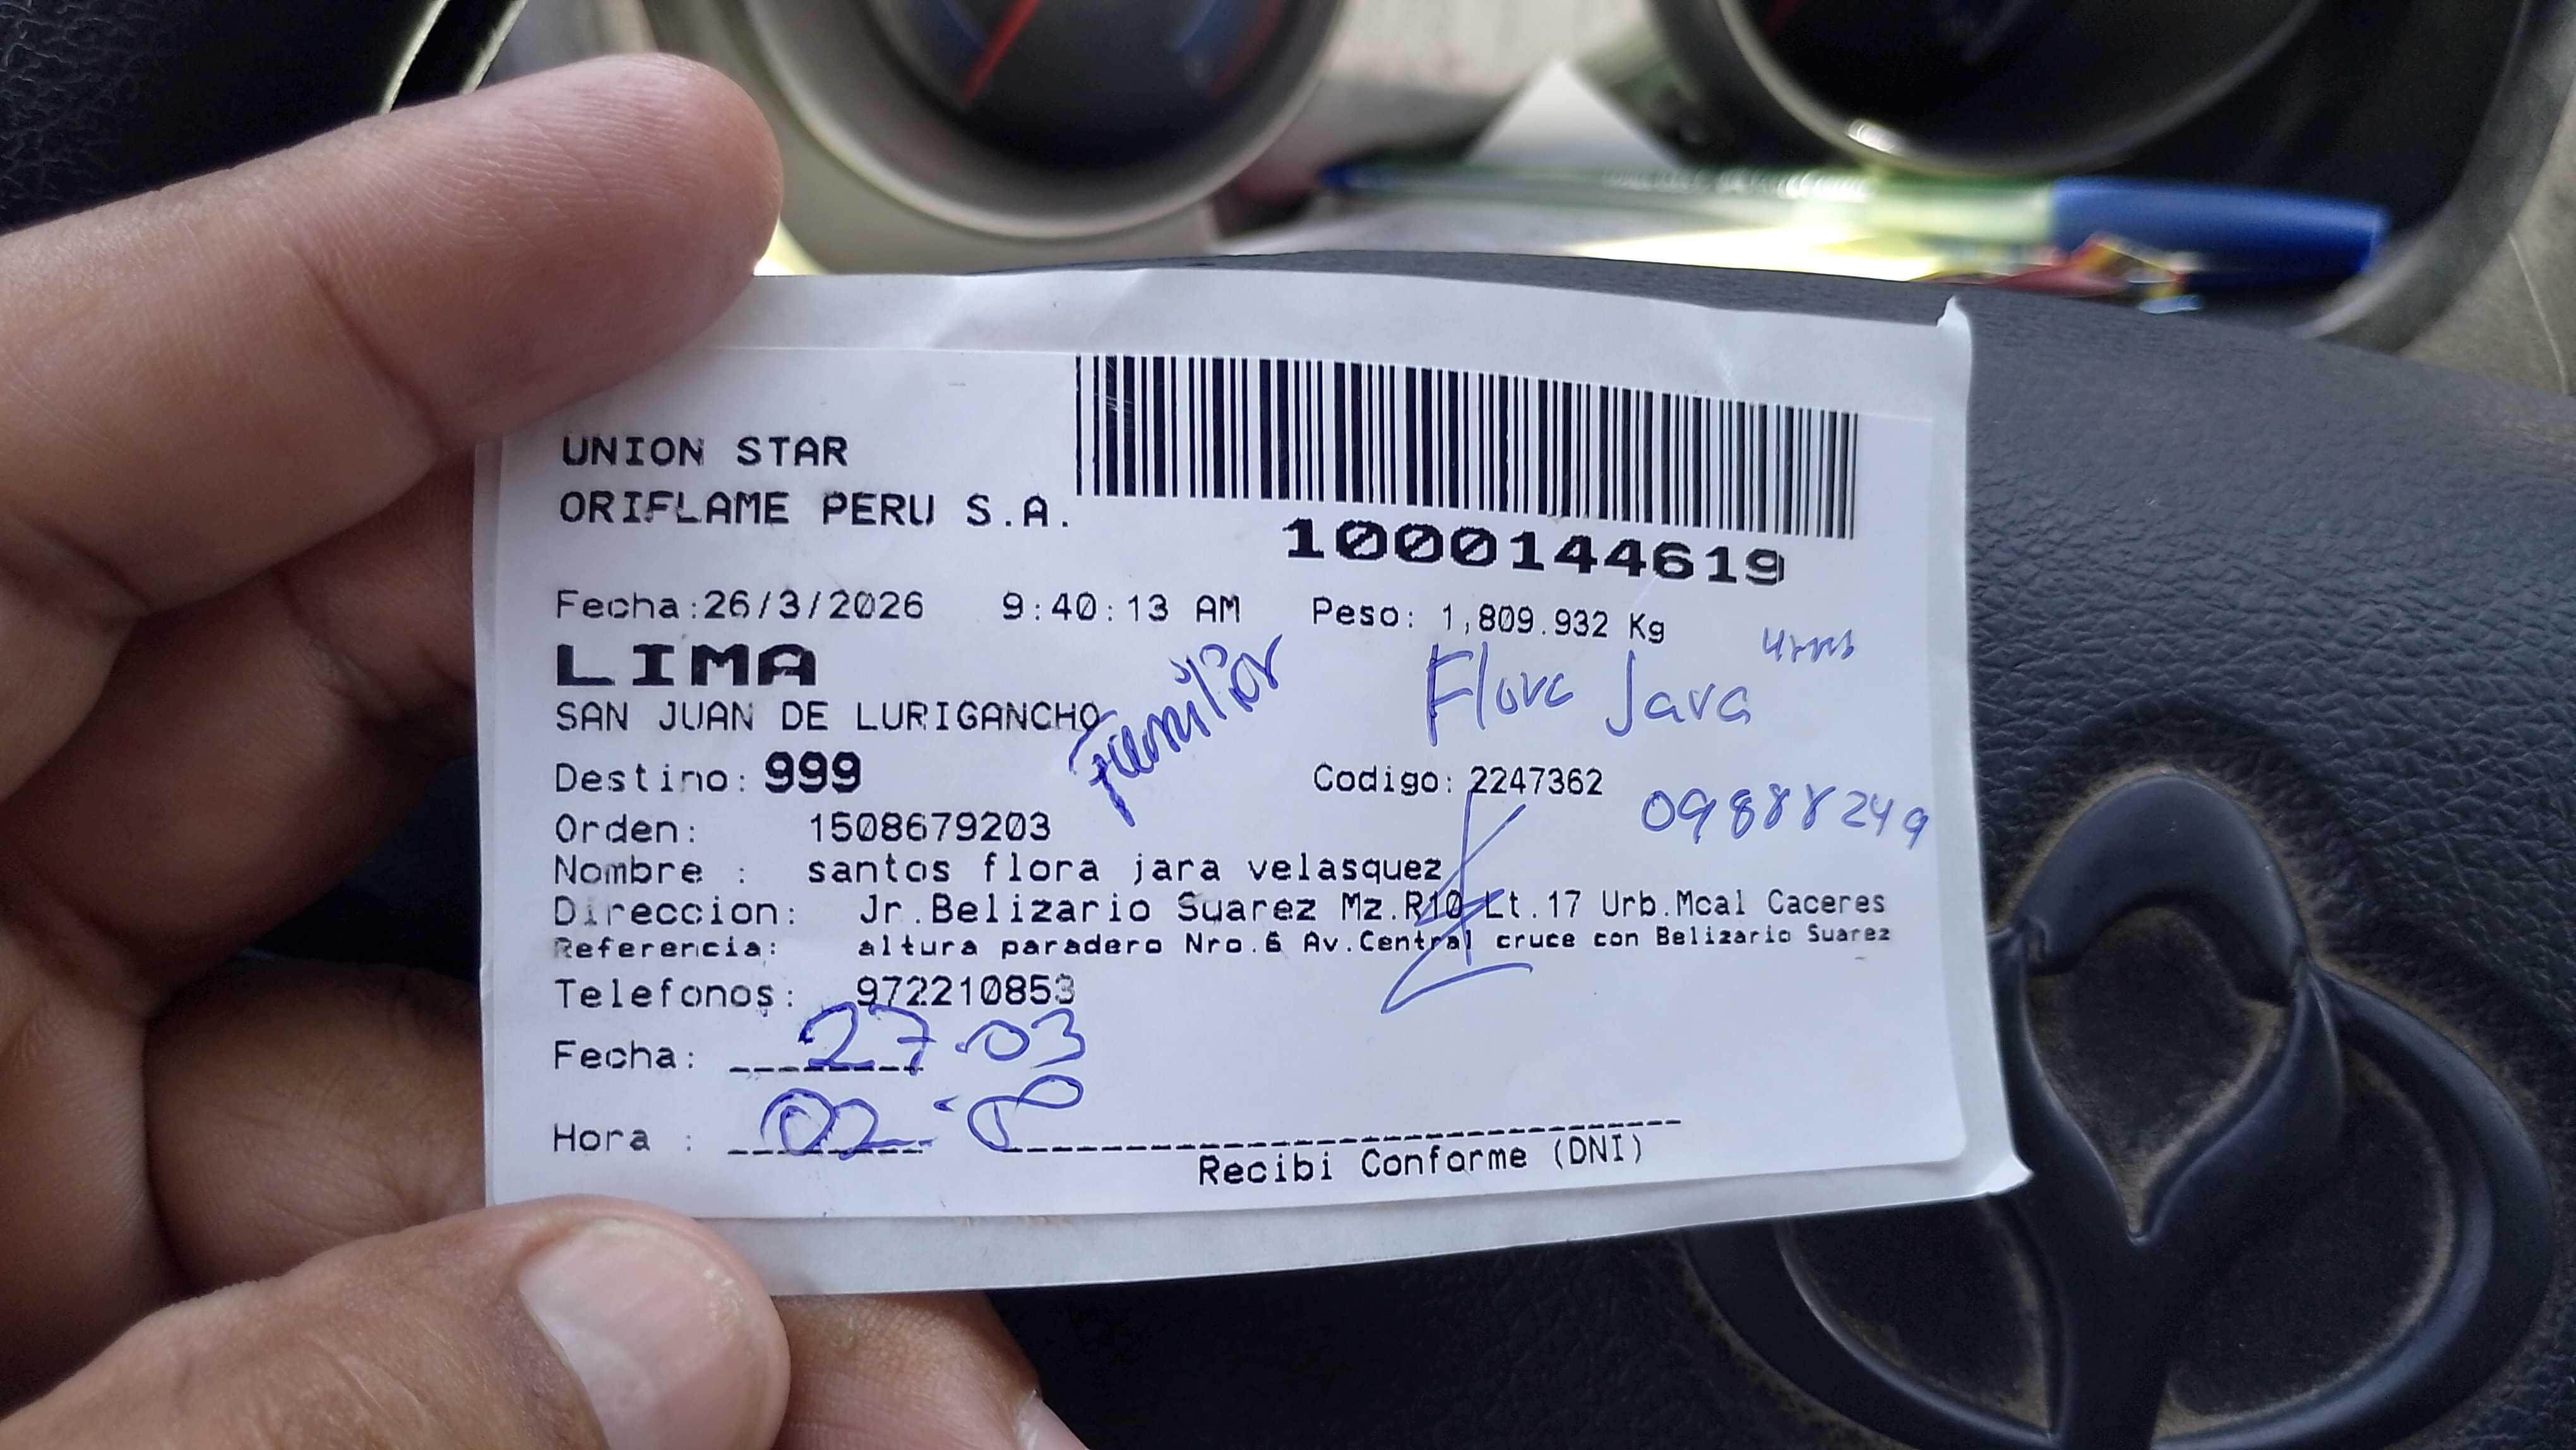 UNION STAR
ORIFLAME PERU S.A.
1000144619
Fecha:26/3/2026 9:40:13 AM Peso: 1,809.932 Kg
LIMA
SAN JUAN DE LURIGANCHO
Familiar
Flora Jara
Destino: 999 Codigo: 2247362
09888249
Orden: 1508679203
Nombre : santos flora jara velasquez
Direccion: Jr.Belizario Suarez Mz.R10 Lt.17 Urb.Mcal Caceres
Referencia: altura paradero Nro.6 Av.Central cruce con Belizario Suarez
Telefonos: 972210853
Fecha: 27.03
Hora : 02
Recibi Conforme (DNI)